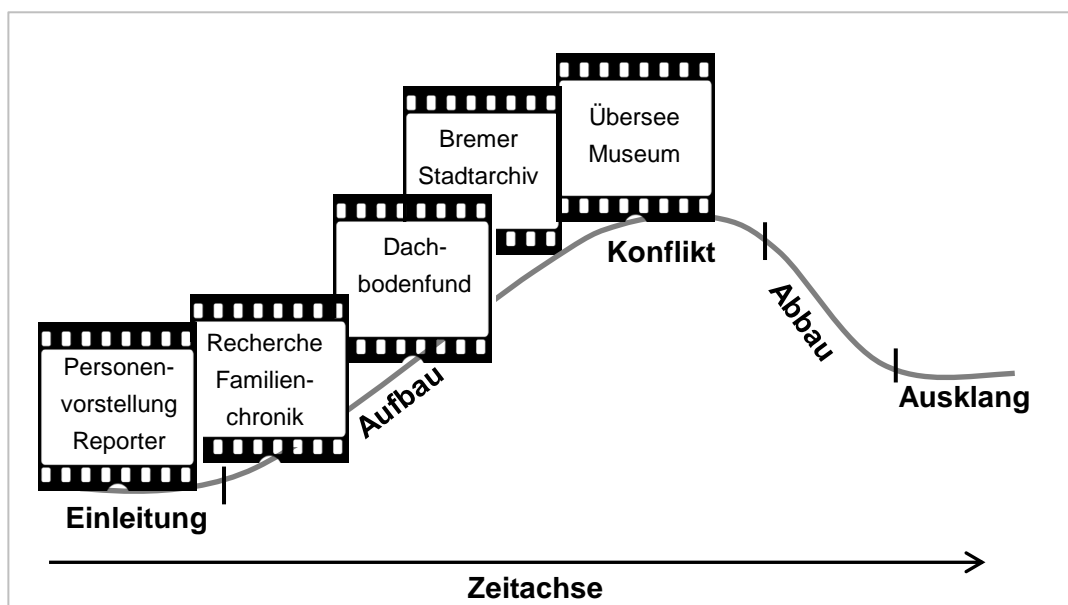 Personen-
vorstellung
Reporter
Recherche
Familien-
chronik
Dach-
bodenfund
Bremer
Stadtarchiv
Übersee
Museum
Einleitung
Aufbau
Konflikt
Abbau
Ausklang
Zeitachse